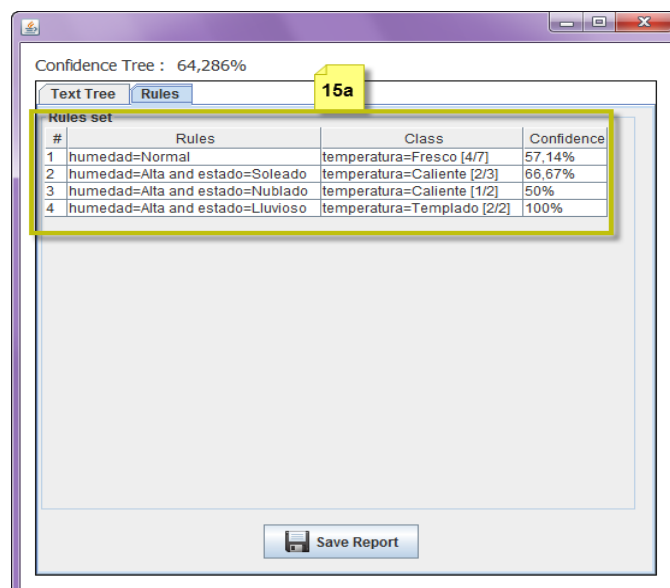 Confidence Tree :  64,286%
15a
Text Tree Rules
Rules set
# Rules Class Confidence
1 humedad=Normal temperatura=Fresco [4/7] 57,14%
2 humedad=Alta and estado=Soleado temperatura=Caliente [2/3] 66,67%
3 humedad=Alta and estado=Nublado temperatura=Caliente [1/2] 50%
4 humedad=Alta and estado=Lluvioso temperatura=Templado [2/2] 100%
Save Report